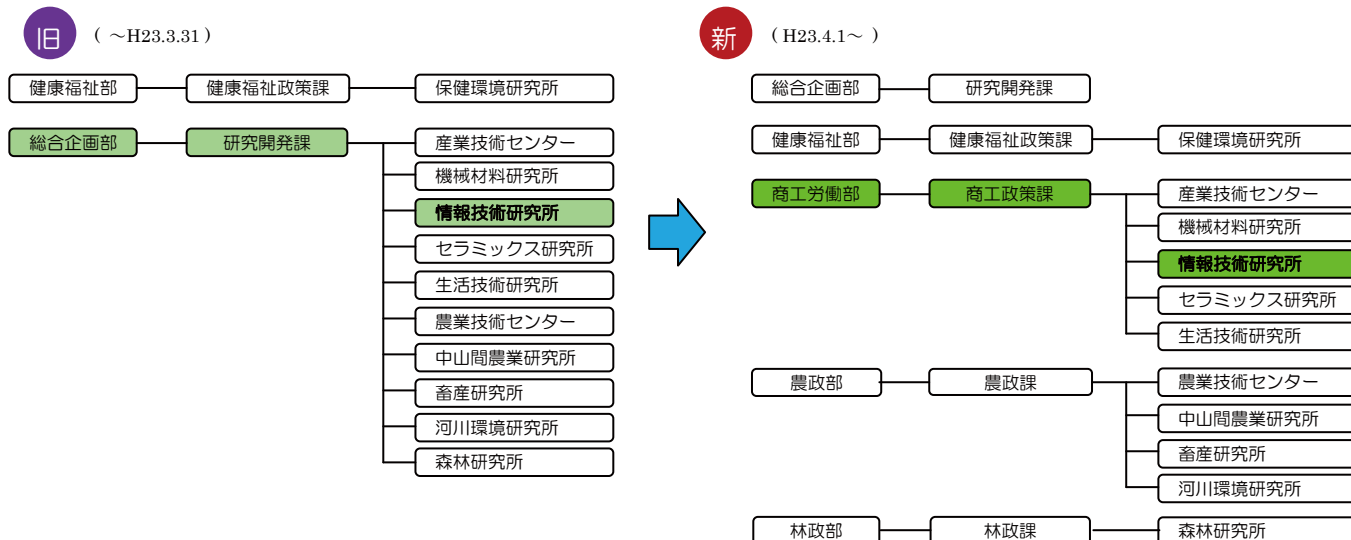 旧
( ～H23.3.31 )
健康福祉部
健康福祉政策課
保健環境研究所
総合企画部
研究開発課
産業技術センター
機械材料研究所
情報技術研究所
セラミックス研究所
生活技術研究所
農業技術センター
中山間農業研究所
畜産研究所
河川環境研究所
森林研究所
新
( H23.4.1～ )
総合企画部
研究開発課
健康福祉部
健康福祉政策課
保健環境研究所
商工労働部
商工政策課
産業技術センター
機械材料研究所
情報技術研究所
セラミックス研究所
生活技術研究所
農政部
農政課
農業技術センター
中山間農業研究所
畜産研究所
河川環境研究所
林政部
林政課
森林研究所